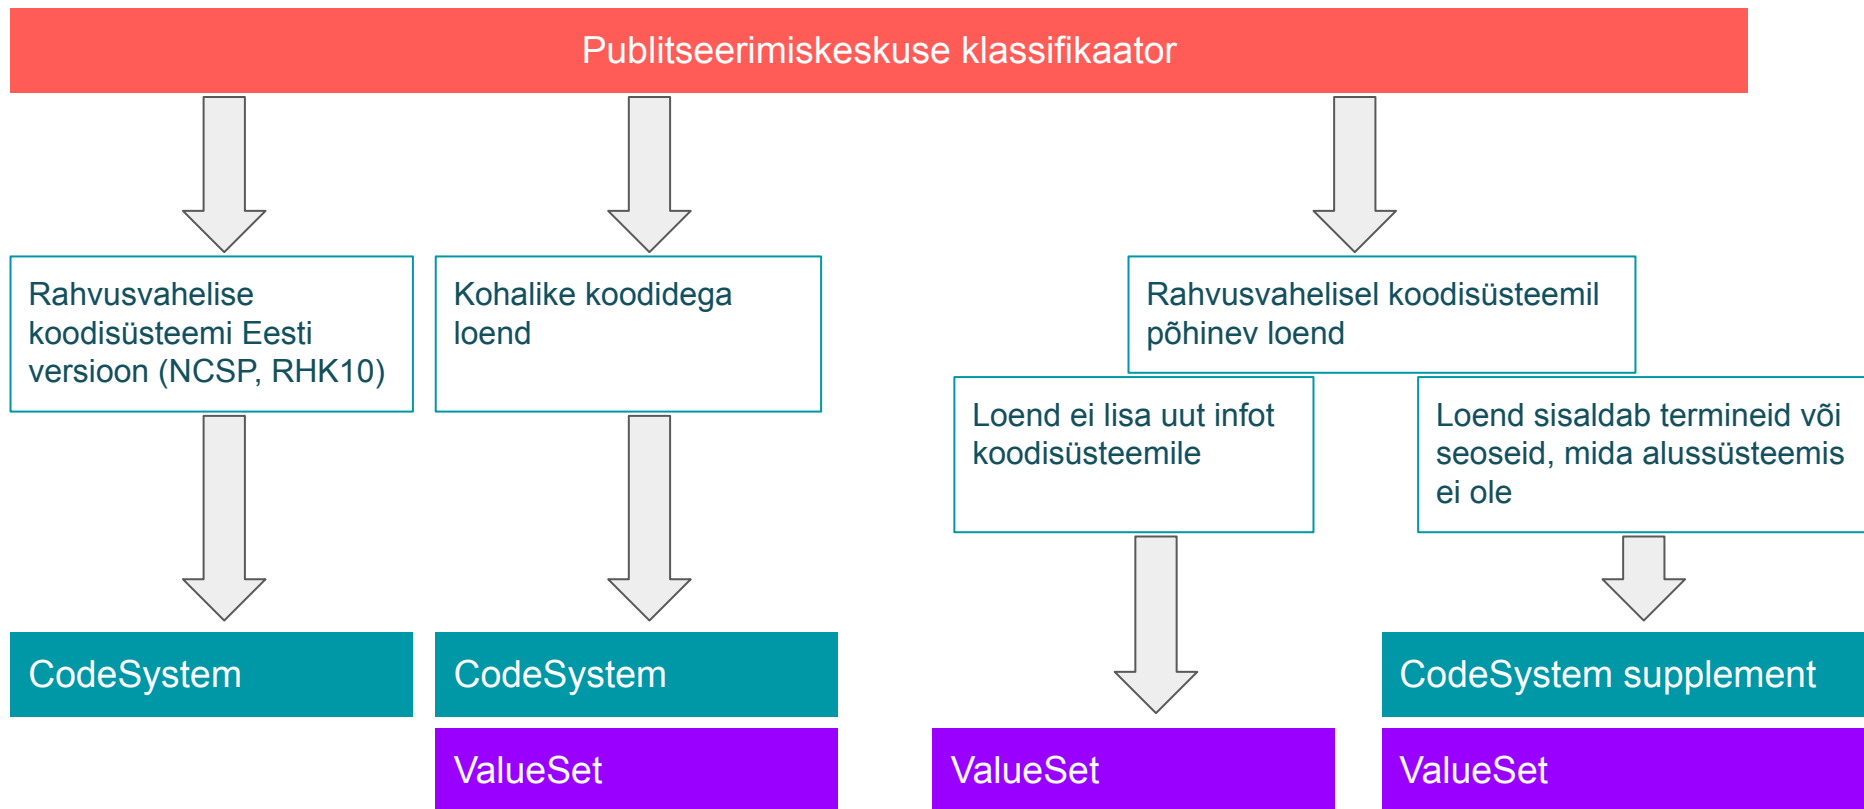 Publitseerimiskeskuse klassifikaator
Rahvusvahelise
koodisüsteemi Eesti
versioon (NCSP, RHK10)
Kohalike koodidega
loend
Rahvusvahelisel koodisüsteemil
põhinev loend
Loend ei lisa uut infot
koodisüsteemile
Loend sisaldab termineid või
seoseid, mida alussüsteemis
ei ole
CodeSystem
CodeSystem
ValueSet
ValueSet
CodeSystem supplement
ValueSet